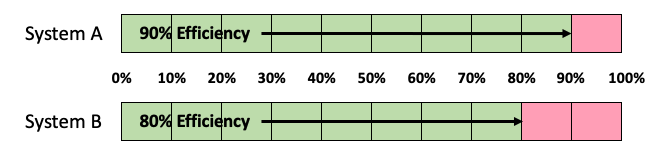 System A 90% Efficiency
0% 10% 20% 30% 40% 50% 60% 70% 80% 90% 100%
System B 80% Efficiency